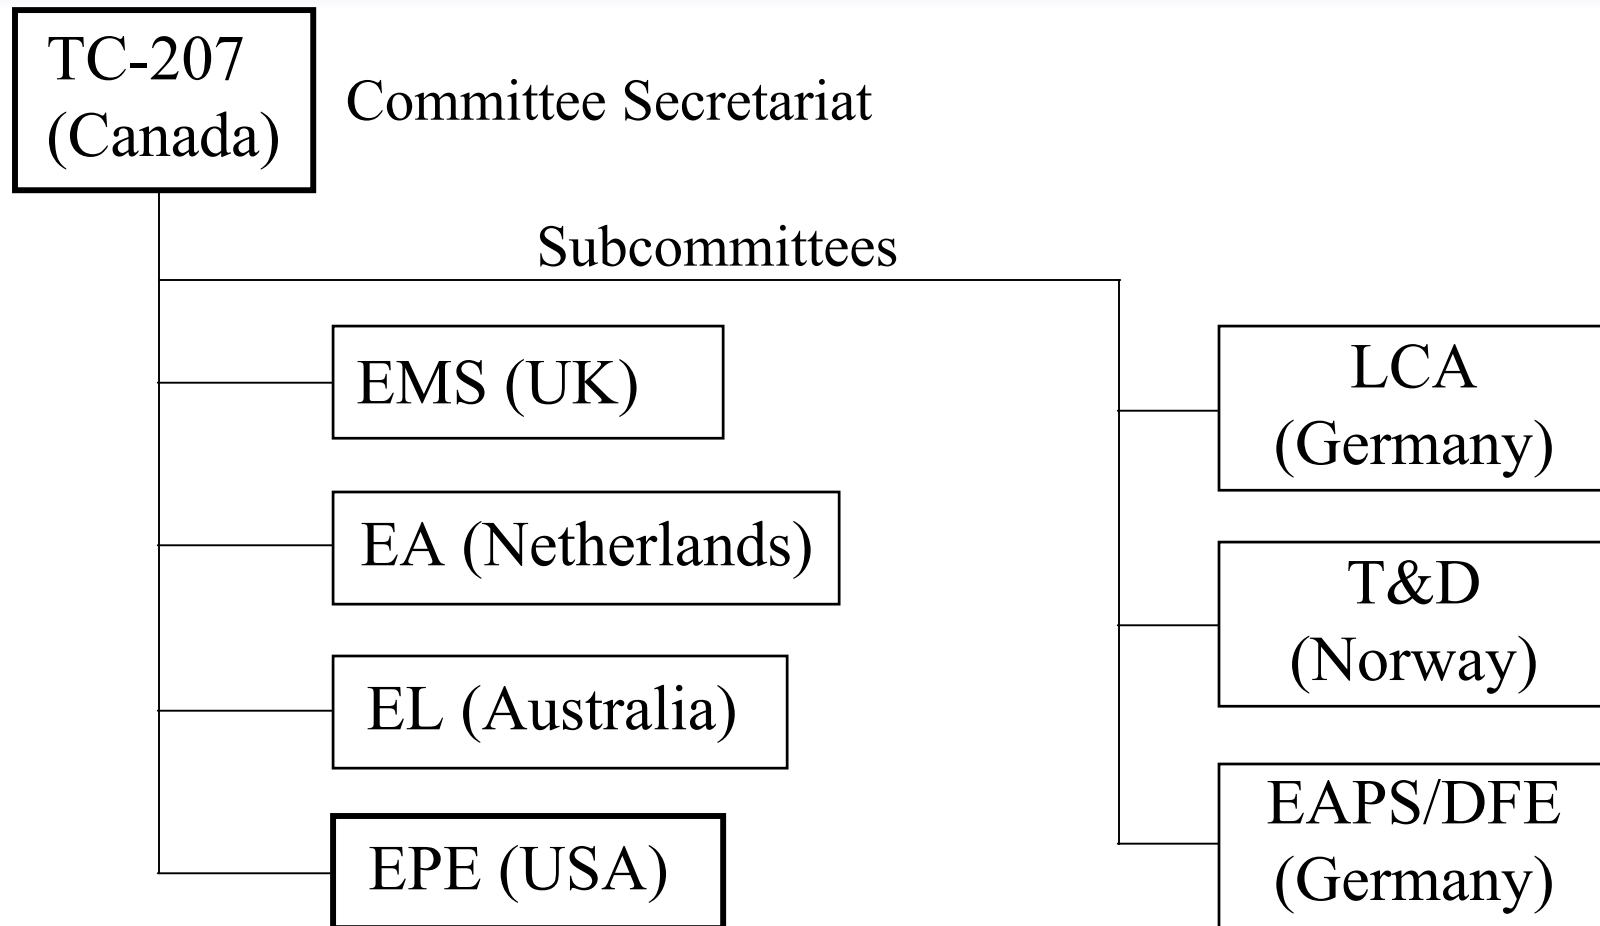 TC-207
(Canada)
Committee Secretariat
Subcommittees
EMS (UK)
EA (Netherlands)
EL (Australia)
EPE (USA)
LCA
(Germany)
T&D
(Norway)
EAPS/DFE
(Germany)